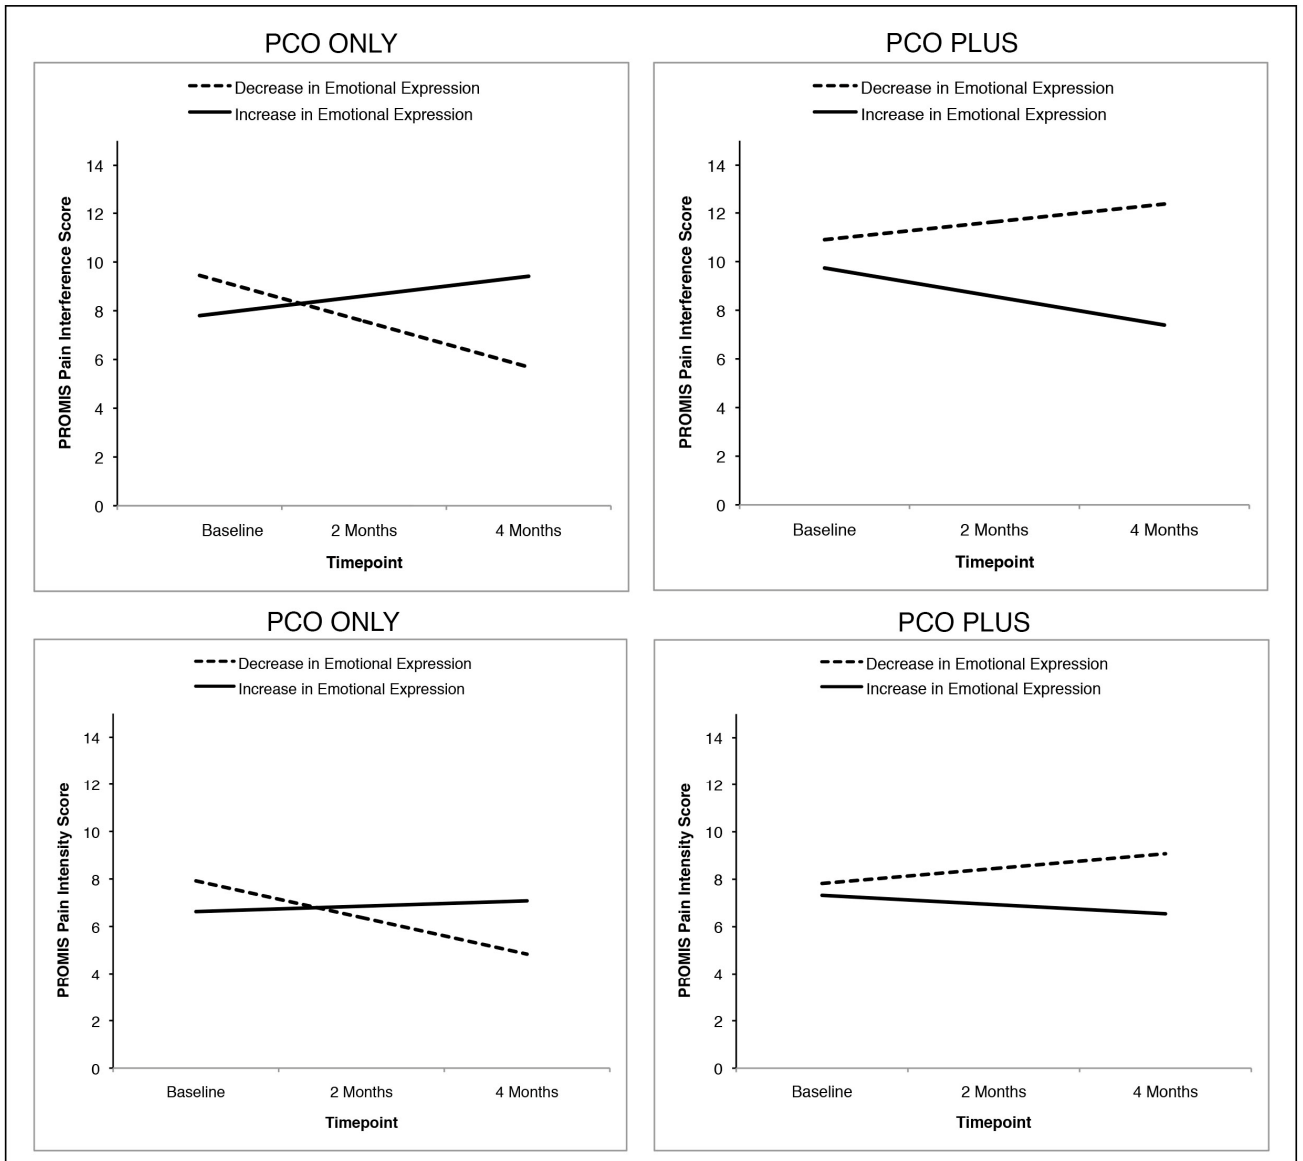 PCO ONLY
Decrease in Emotional Expression
Increase in Emotional Expression
PROMIS Pain Interference Score
14
12
10
8
6
4
2
0
Baseline 2 Months 4 Months
Timepoint
PCO PLUS
Decrease in Emotional Expression
Increase in Emotional Expression
PROMIS Pain Interference Score
14
12
10
8
6
4
2
0
Baseline 2 Months 4 Months
Timepoint
PCO ONLY
Decrease in Emotional Expression
Increase in Emotional Expression
PROMIS Pain Intensity Score
14
12
10
8
6
4
2
0
Baseline 2 Months 4 Months
Timepoint
PCO PLUS
Decrease in Emotional Expression
Increase in Emotional Expression
PROMIS Pain Intensity Score
14
12
10
8
6
4
2
0
Baseline 2 Months 4 Months
Timepoint